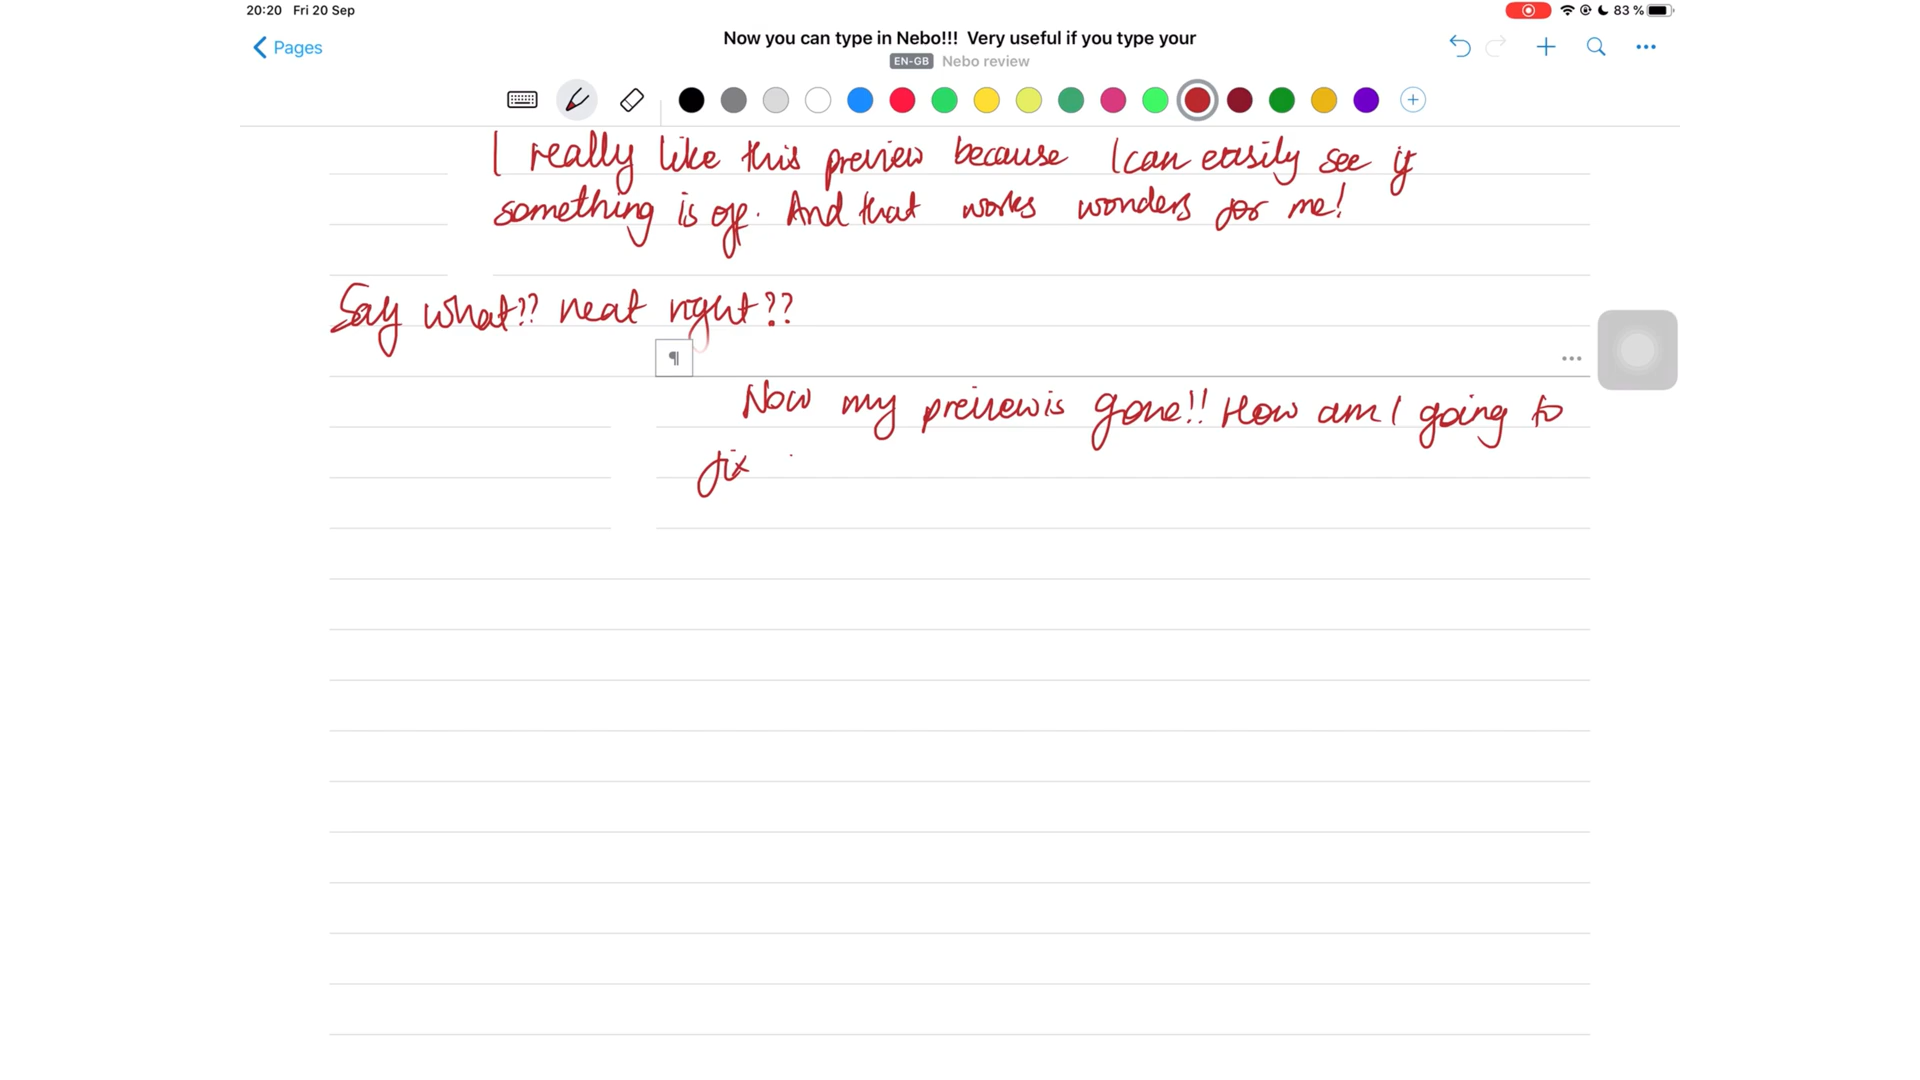 20:20 Fri 20 Sep
83 %
Pages
Now you can type in Nebo!!! Very useful if you type your
EN-GB Nebo review
I really like this preview because I can easily see if
something is off. And that works wonders for me!
Say what?? neat right??
¶
Now my preview is gone!! How am I going to
fix